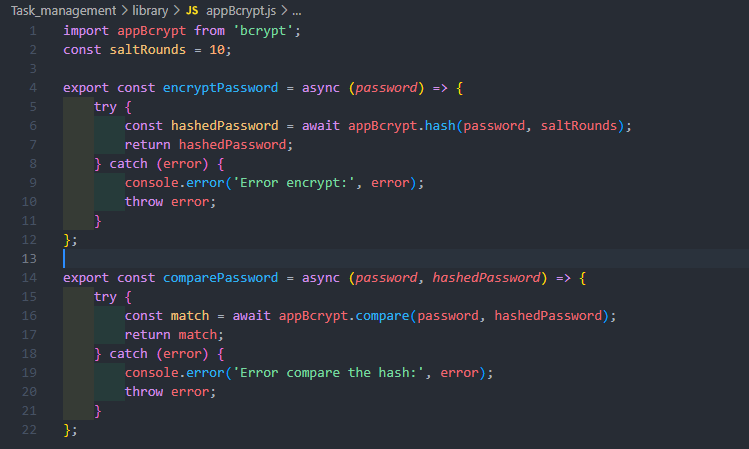 Task_management > library > JS appBcrypt.js > ...
1 import appBcrypt from 'bcrypt';
2 const saltRounds = 10;
3
4 export const encryptPassword = async (password) => {
5     try {
6         const hashedPassword = await appBcrypt.hash(password, saltRounds);
7         return hashedPassword;
8     } catch (error) {
9         console.error('Error encrypt:', error);
10         throw error;
11     }
12 };
13
14 export const comparePassword = async (password, hashedPassword) => {
15     try {
16         const match = await appBcrypt.compare(password, hashedPassword);
17         return match;
18     } catch (error) {
19         console.error('Error compare the hash:', error);
20         throw error;
21     }
22 };